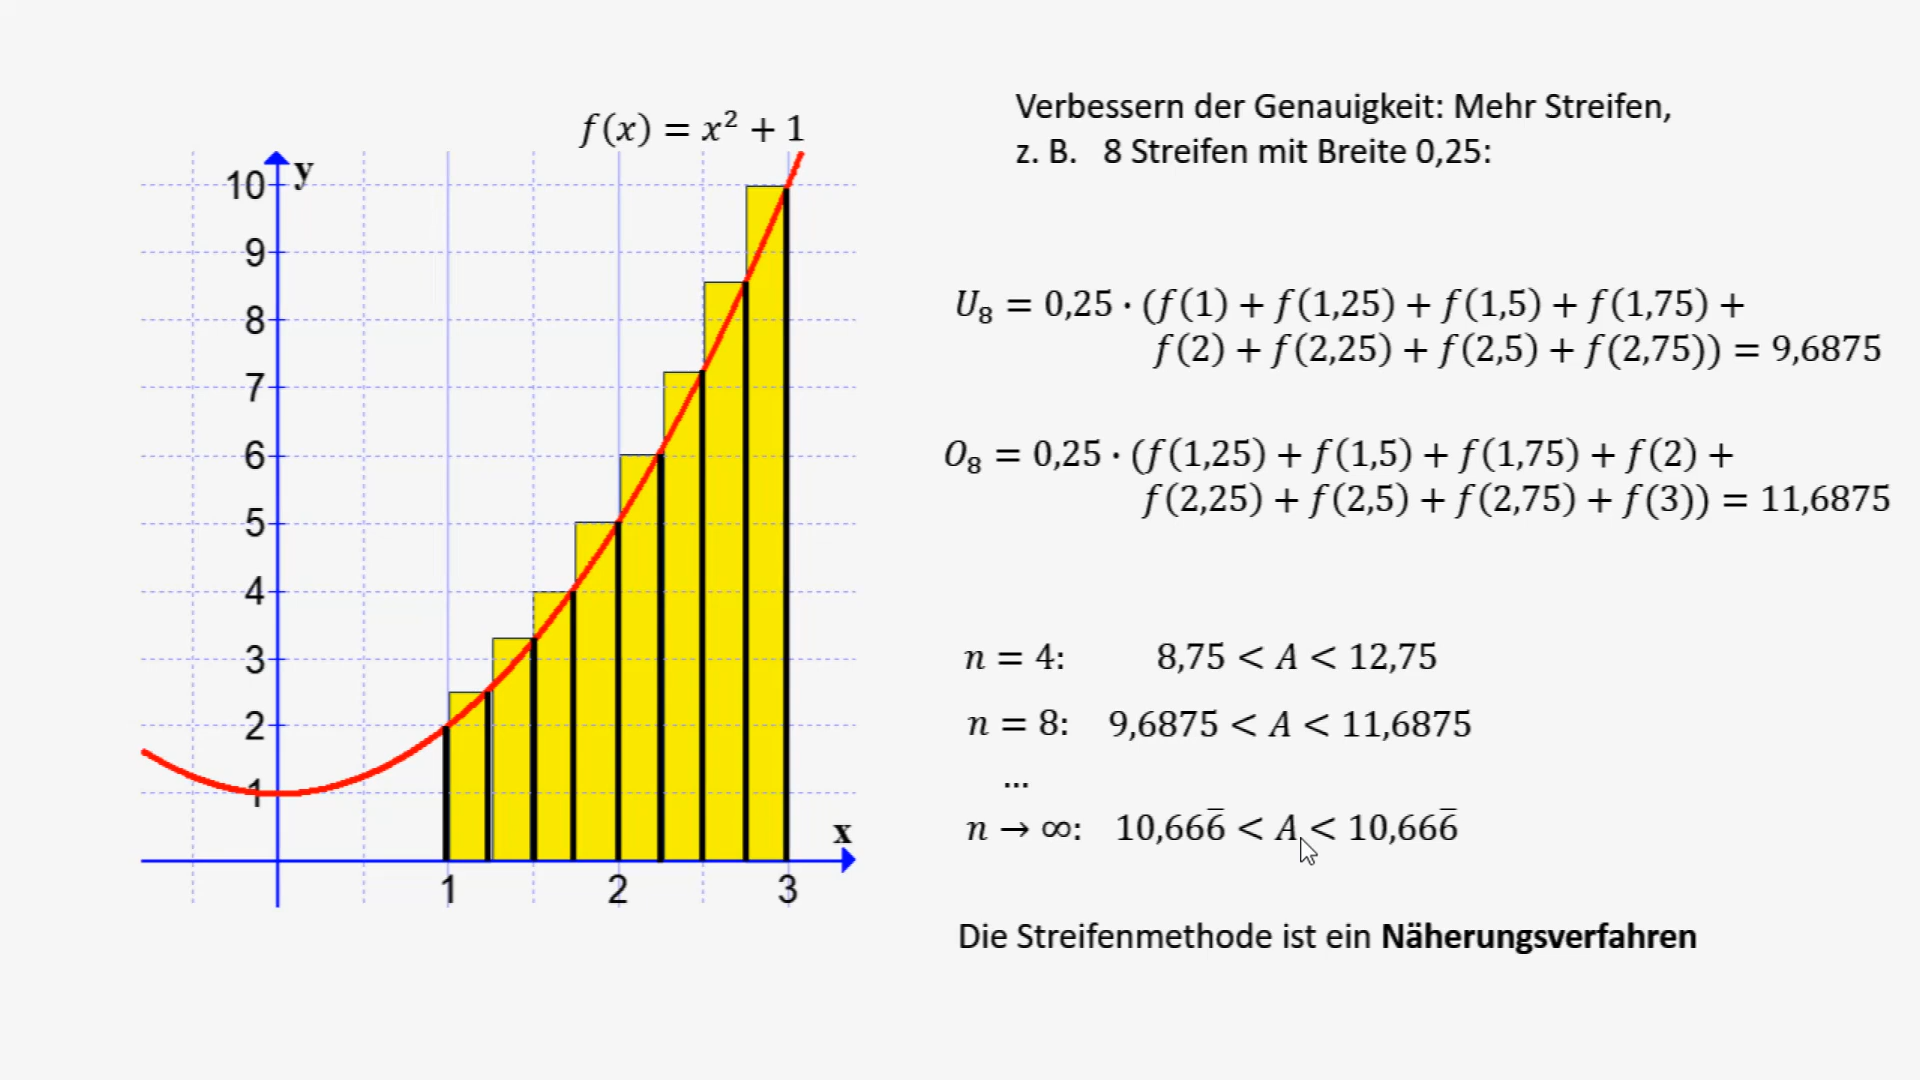 f(x) = x² + 1
y
10
9
8
7
6
5
4
3
2
1
x
1 2 3
Verbessern der Genauigkeit: Mehr Streifen,
z. B. 8 Streifen mit Breite 0,25:
U₈ = 0,25 · (f(1) + f(1,25) + f(1,5) + f(1,75) +
f(2) + f(2,25) + f(2,5) + f(2,75)) = 9,6875
O₈ = 0,25 · (f(1,25) + f(1,5) + f(1,75) + f(2) +
f(2,25) + f(2,5) + f(2,75) + f(3)) = 11,6875
n = 4: 8,75 < A < 12,75
n = 8: 9,6875 < A < 11,6875
...
n → ∞: 10,666̅ < A < 10,666̅
Die Streifenmethode ist ein Näherungsverfahren